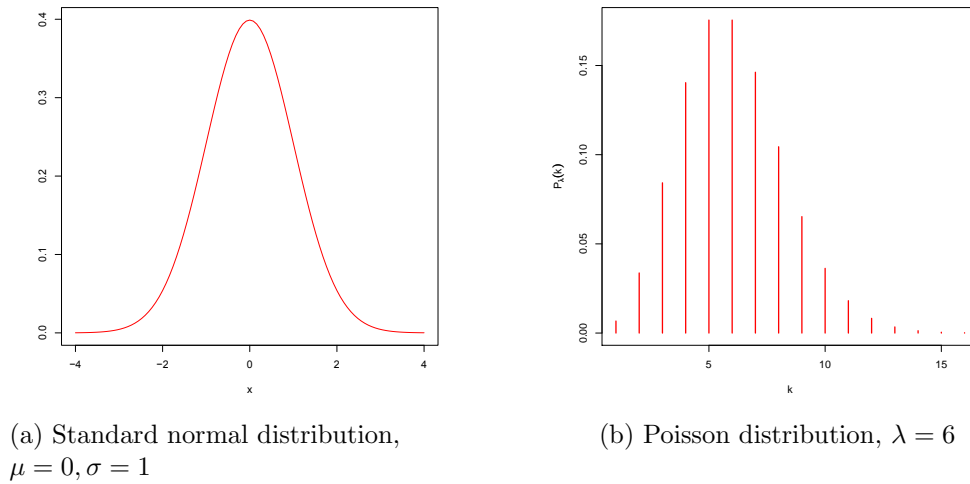 0.4
0.3
0.2
0.1
0.0
−4
−2
0
2
4
x
0.15
0.10
0.05
0.00
5
10
15
k
P_λ(k)
(a) Standard normal distribution,
μ = 0, σ = 1
(b) Poisson distribution, λ = 6